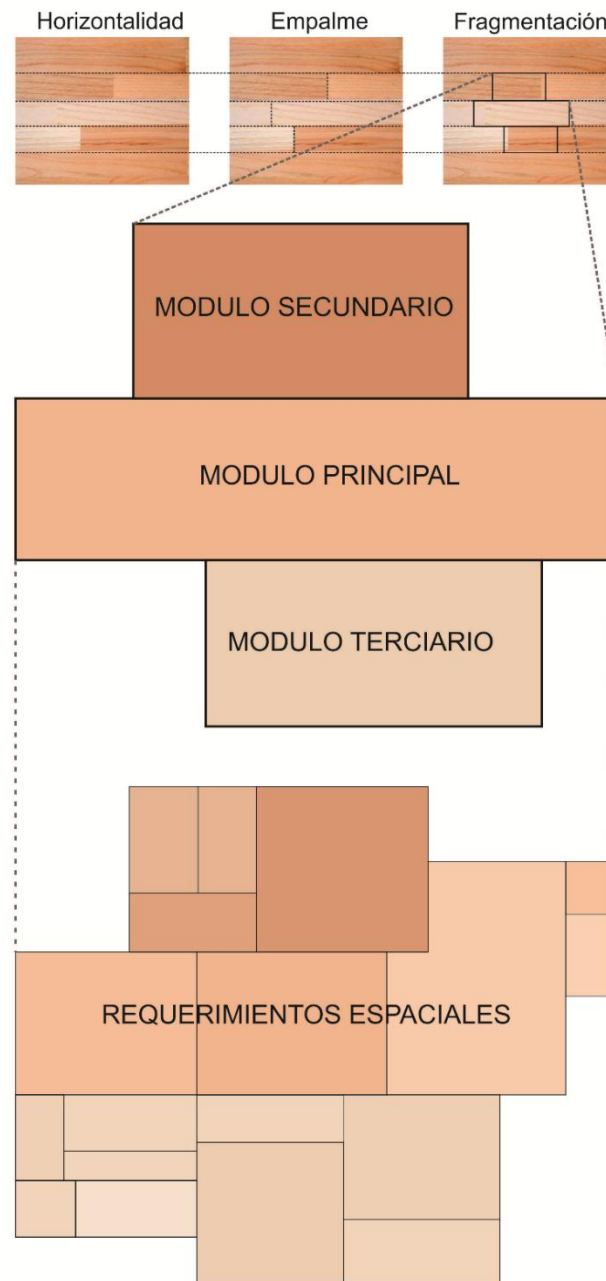 Horizontalidad
Empalme
Fragmentación
MODULO SECUNDARIO
MODULO PRINCIPAL
MODULO TERCIARIO
REQUERIMIENTOS ESPACIALES